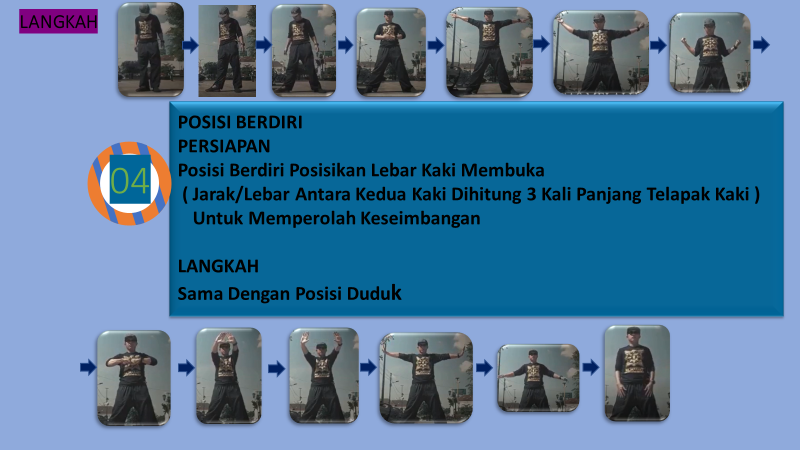 LANGKAH
POSISI BERDIRI
PERSIAPAN
Posisi Berdiri Posisikan Lebar Kaki Membuka
( Jarak/Lebar Antara Kedua Kaki Dihitung 3 Kali Panjang Telapak Kaki )
Untuk Memperolah Keseimbangan
04
LANGKAH
Sama Dengan Posisi Duduk